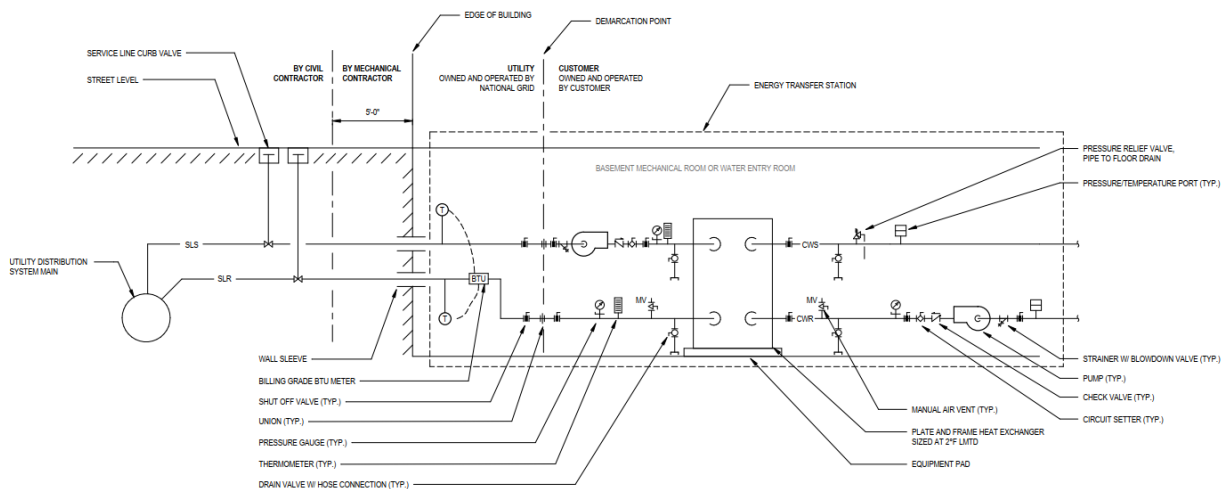 EDGE OF BUILDING
DEMARCATION POINT
SERVICE LINE CURB VALVE
STREET LEVEL
BY CIVIL
CONTRACTOR
BY MECHANICAL
CONTRACTOR
UTILITY
OWNED AND OPERATED BY
NATIONAL GRID
CUSTOMER
OWNED AND OPERATED
BY CUSTOMER
ENERGY TRANSFER STATION
5'-0"
BASEMENT MECHANICAL ROOM OR WATER ENTRY ROOM
PRESSURE RELIEF VALVE,
PIPE TO FLOOR DRAIN
PRESSURE/TEMPERATURE PORT (TYP.)
T
SLS
CWS
UTILITY DISTRIBUTION
SYSTEM MAIN
SLR
BTU
MV
MV
T
CWR
WALL SLEEVE
BILLING GRADE BTU METER
SHUT OFF VALVE (TYP.)
UNION (TYP.)
PRESSURE GAUGE (TYP.)
THERMOMETER (TYP.)
DRAIN VALVE W/ HOSE CONNECTION (TYP.)
STRAINER W/ BLOWDOWN VALVE (TYP.)
PUMP (TYP.)
CHECK VALVE (TYP.)
CIRCUIT SETTER (TYP.)
MANUAL AIR VENT (TYP.)
PLATE AND FRAME HEAT EXCHANGER
SIZED AT 2°F LMTD
EQUIPMENT PAD